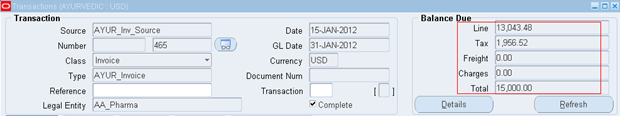 Transactions (AYURVEDIC : USD)
Transaction
Source AYUR_Inv_Source Date 15-JAN-2012
Number 465 GL Date 31-JAN-2012
Class Invoice Currency USD
Type AYUR_Invoice Document Num
Reference Transaction [ ]
Legal Entity AA_Pharma Complete
Balance Due
Line 13,043.48
Tax 1,956.52
Freight 0.00
Charges 0.00
Total 15,000.00
Details Refresh